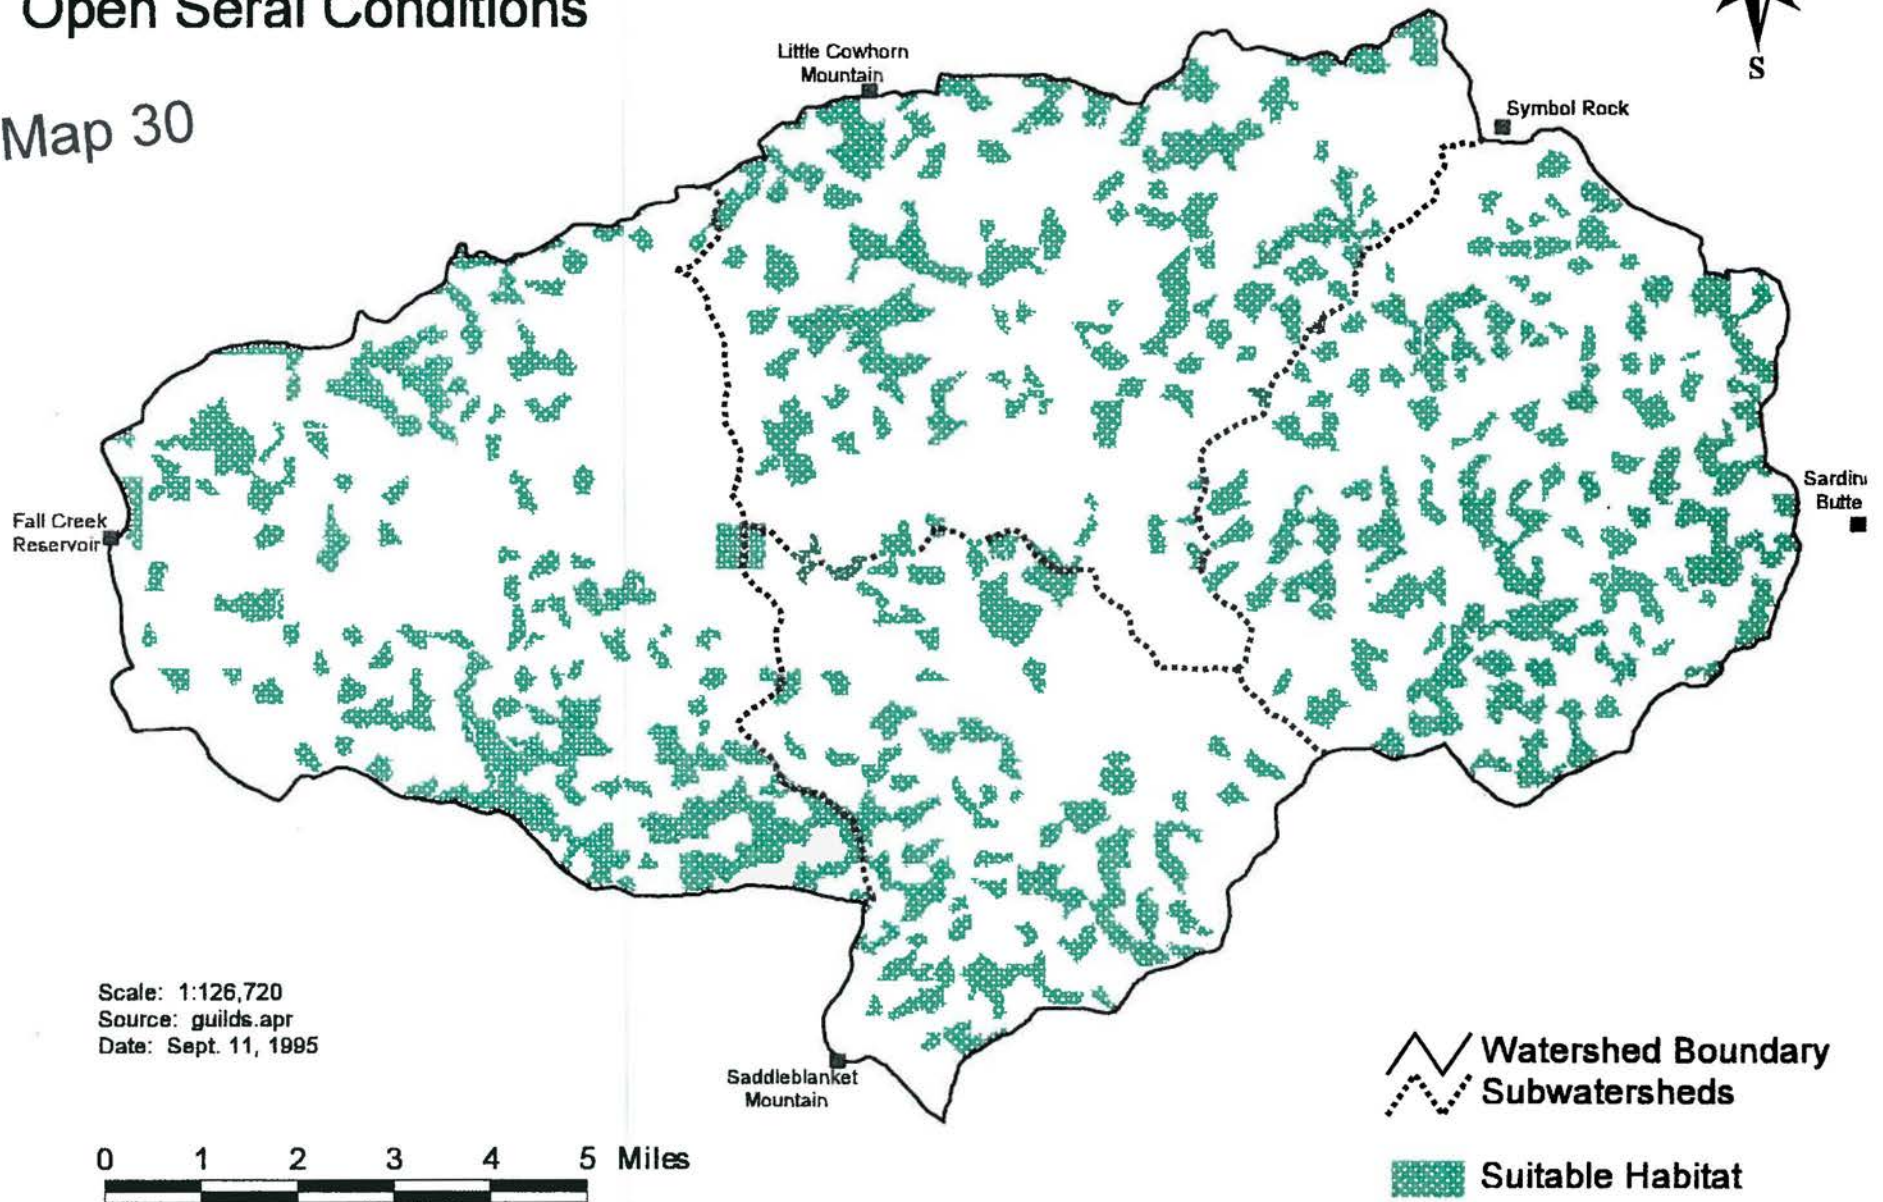 Open Seral Conditions
Map 30
Little Cowhorn
Mountain
S
Symbol Rock
Sardin
Butte
Fall Creek
Reservoir
Scale: 1:126,720
Source: guilds.apr
Date: Sept. 11, 1995
Saddleblanket
Mountain
0 1 2 3 4 5 Miles
Watershed Boundary
Subwatersheds
Suitable Habitat